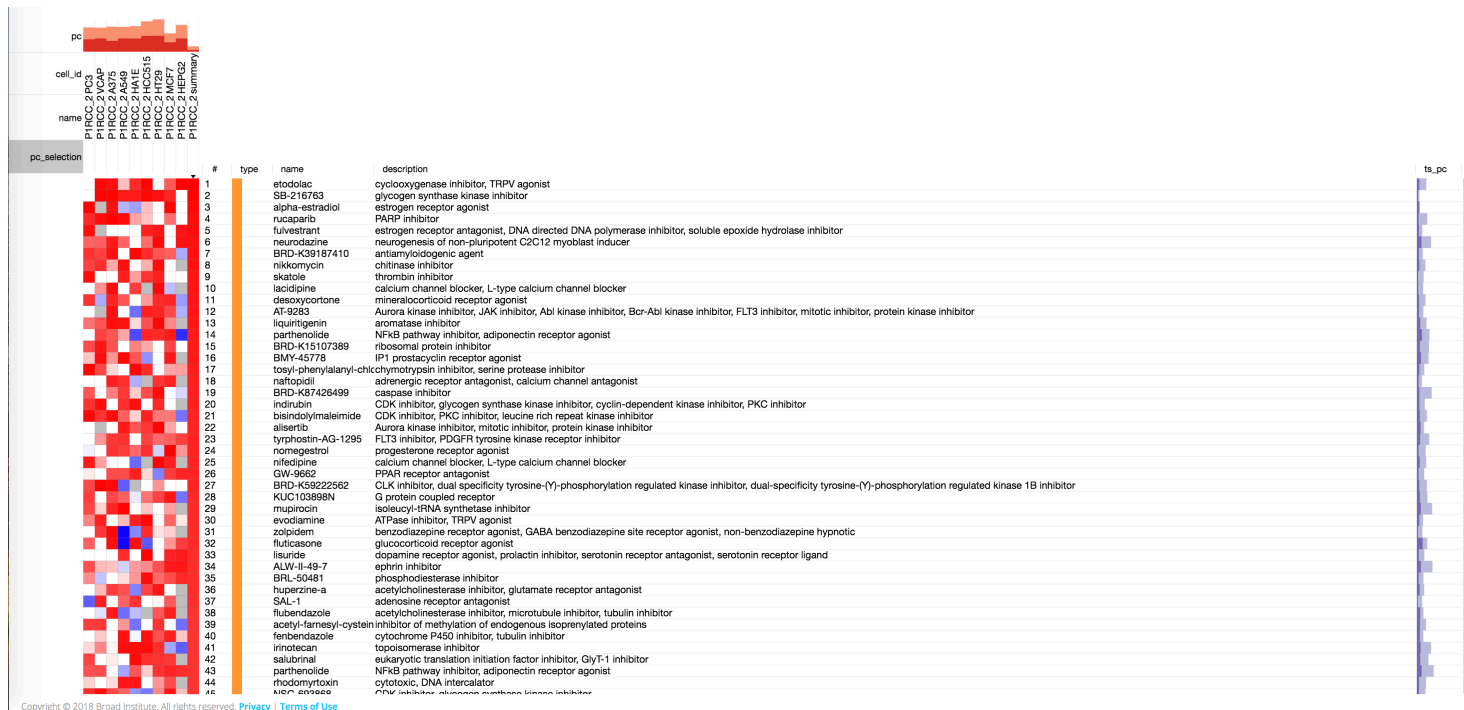 pc
cell_id
name
pc_selection
P1RCC_2 PC3
P1RCC_2 VCAP
P1RCC_2 A375
P1RCC_2 A549
P1RCC_2 HA1E
P1RCC_2 HCC515
P1RCC_2 HT29
P1RCC_2 MCF7
P1RCC_2 HEPG2
P1RCC_2 summary
# type name description ts_pc
1 etodolac cyclooxygenase inhibitor, TRPV agonist
2 SB-216763 glycogen synthase kinase inhibitor
3 alpha-estradiol estrogen receptor agonist
4 rucaparib PARP inhibitor
5 fulvestrant estrogen receptor antagonist, DNA directed DNA polymerase inhibitor, soluble epoxide hydrolase inhibitor
6 neurodazine neurogenesis of non-pluripotent C2C12 myoblast inducer
7 BRD-K39187410 antiamyloidogenic agent
8 nikkomycin chitinase inhibitor
9 skatole thrombin inhibitor
10 lacidipine calcium channel blocker, L-type calcium channel blocker
11 desoxycortone mineralocorticoid receptor agonist
12 AT-9283 Aurora kinase inhibitor, JAK inhibitor, Abl kinase inhibitor, Bcr-Abl kinase inhibitor, FLT3 inhibitor, mitotic inhibitor, protein kinase inhibitor
13 liquiritigenin aromatase inhibitor
14 parthenolide NFkB pathway inhibitor, adiponectin receptor agonist
15 BRD-K15107389 ribosomal protein inhibitor
16 BMY-45778 IP1 prostacyclin receptor agonist
17 tosyl-phenylalanyl-chlc chymotrypsin inhibitor, serine protease inhibitor
18 naftopidil adrenergic receptor antagonist, calcium channel antagonist
19 BRD-K87426499 caspase inhibitor
20 indirubin CDK inhibitor, glycogen synthase kinase inhibitor, cyclin-dependent kinase inhibitor, PKC inhibitor
21 bisindolylmaleimide CDK inhibitor, PKC inhibitor, leucine rich repeat kinase inhibitor
22 alisertib Aurora kinase inhibitor, mitotic inhibitor, protein kinase inhibitor
23 tyrphostin-AG-1295 FLT3 inhibitor, PDGFR tyrosine kinase receptor inhibitor
24 nomegestrol progesterone receptor agonist
25 nifedipine calcium channel blocker, L-type calcium channel blocker
26 GW-9662 PPAR receptor antagonist
27 BRD-K59222562 CLK inhibitor, dual specificity tyrosine-(Y)-phosphorylation regulated kinase inhibitor, dual-specificity tyrosine-(Y)-phosphorylation regulated kinase 1B inhibitor
28 KUC103898N G protein coupled receptor
29 mupirocin isoleucyl-tRNA synthetase inhibitor
30 evodiamine ATPase inhibitor, TRPV agonist
31 zolpidem benzodiazepine receptor agonist, GABA benzodiazepine site receptor agonist, non-benzodiazepine hypnotic
32 fluticasone glucocorticoid receptor agonist
33 lisuride dopamine receptor agonist, prolactin inhibitor, serotonin receptor antagonist, serotonin receptor ligand
34 ALW-II-49-7 ephrin inhibitor
35 BRL-50481 phosphodiesterase inhibitor
36 huperzine-a acetylcholinesterase inhibitor, glutamate receptor antagonist
37 SAL-1 adenosine receptor antagonist
38 flubendazole acetylcholinesterase inhibitor, microtubule inhibitor, tubulin inhibitor
39 acetyl-farnesyl-cystein inhibitor of methylation of endogenous isoprenylated proteins
40 fenbendazole cytochrome P450 inhibitor, tubulin inhibitor
41 irinotecan topoisomerase inhibitor
42 salubrinal eukaryotic translation initiation factor inhibitor, GlyT-1 inhibitor
43 parthenolide NFkB pathway inhibitor, adiponectin receptor agonist
44 rhodomyrtoxin cytotoxic, DNA intercalator
45 NSC-693868 CDK inhibitor, glycogen synthase kinase inhibitor
Copyright © 2018 Broad Institute. All rights reserved. Privacy | Terms of Use